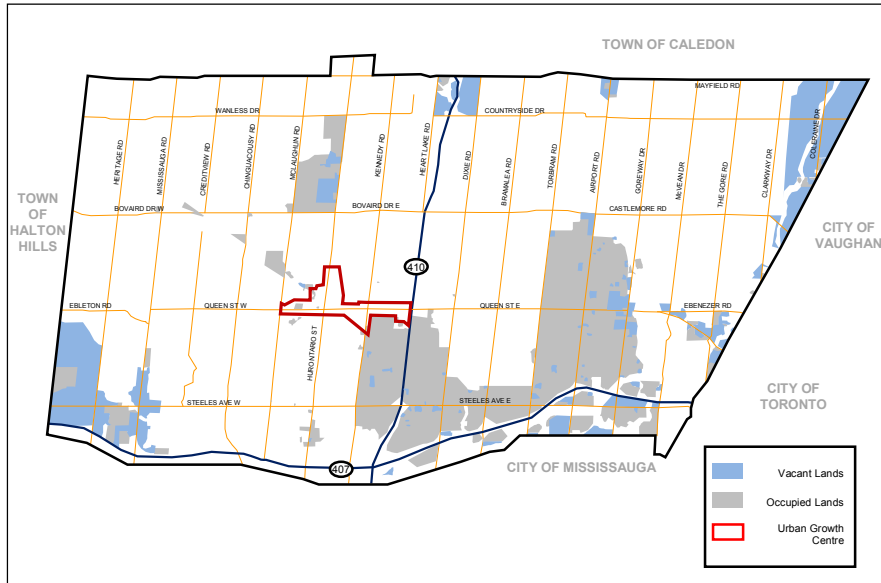 TOWN OF CALEDON
MAYFIELD RD
WANLESS DR
COUNTRYSIDE DR
HERITAGE RD
MISSISSAUGA RD
CREDITVIEW RD
CHINGUACOUSY RD
MCLAUGHLIN RD
KENNEDY RD
HEART LAKE RD
DIXIE RD
BRAMALEA RD
TORBRAM RD
AIRPORT RD
GOREWAY DR
McVEAN DR
THE GORE RD
CLARKWAY DR
COLERAINE DR
TOWN
OF
HALTON
HILLS
BOVAIRD DR W
BOVAIRD DR E
CASTLEMORE RD
CITY OF
VAUGHAN
410
EBLETON RD
QUEEN ST W
QUEEN ST E
EBENEZER RD
HURONTARIO ST
STEELES AVE W
STEELES AVE E
CITY OF
TORONTO
407
CITY OF MISSISSAUGA
Vacant Lands
Occupied Lands
Urban Growth
Centre